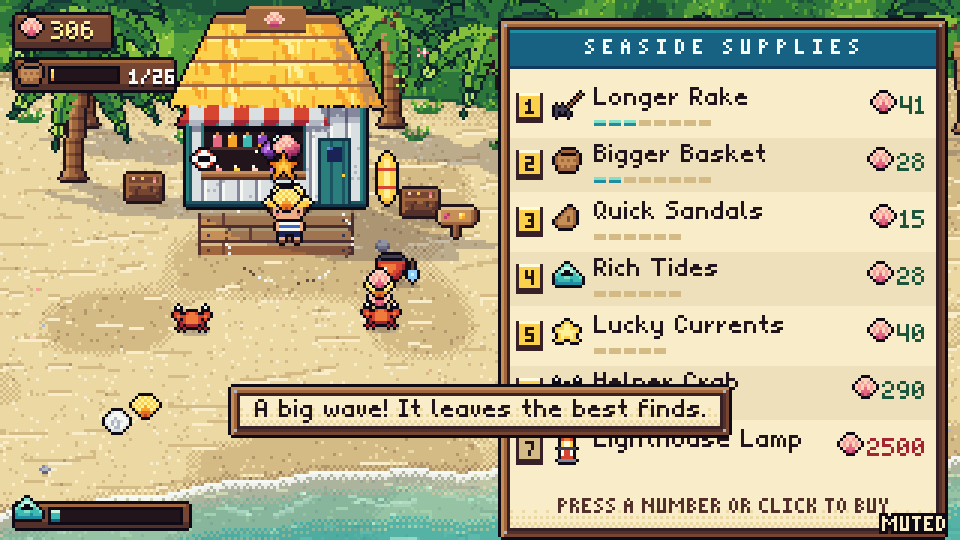 306
1/26
SEASIDE SUPPLIES
1 Longer Rake 41
2 Bigger Basket 28
3 Quick Sandals 15
4 Rich Tides 28
5 Lucky Currents 40
Helper Crab 290
A big wave! It leaves the best finds.
7 Lighthouse Lamp 2500
PRESS A NUMBER OR CLICK TO BUY
MUTED